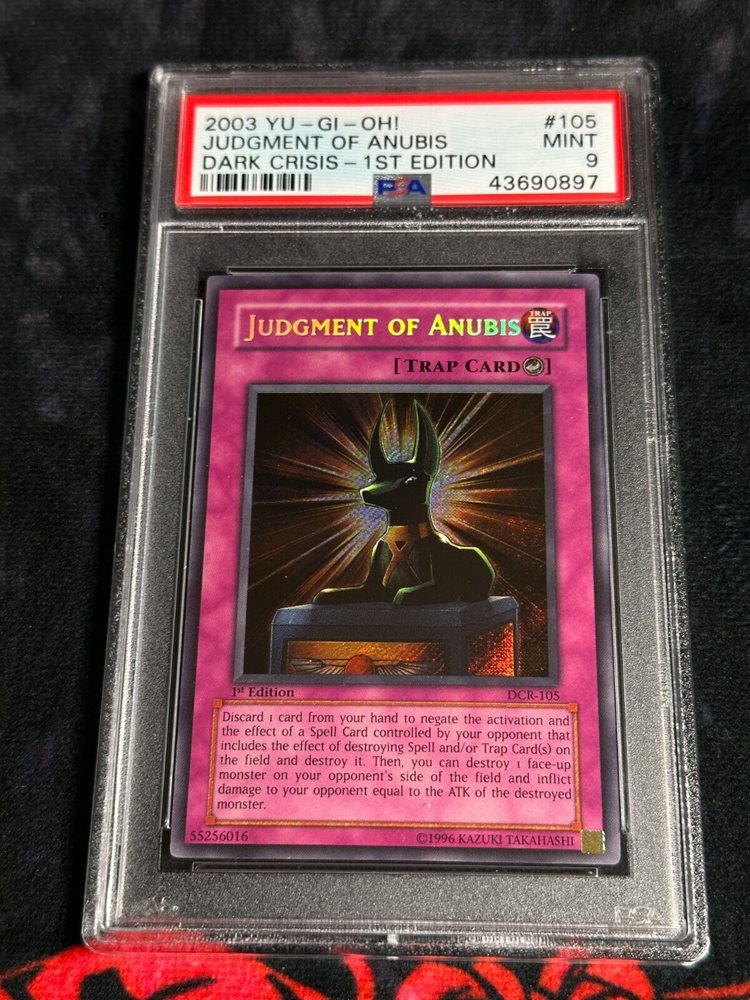 2003 YU-GI-OH! #105
JUDGMENT OF ANUBIS MINT
DARK CRISIS-1ST EDITION 9
PSA 43690897
JUDGMENT OF ANUBIS TRAP 罠
[TRAP CARD]
1st Edition DCR-105
Discard 1 card from your hand to negate the activation and
the effect of a Spell Card controlled by your opponent that
includes the effect of destroying Spell and/or Trap Card(s) on
the field and destroy it. Then, you can destroy 1 face-up
monster on your opponent's side of the field and inflict
damage to your opponent equal to the ATK of the destroyed
monster.
55256016 ©1996 KAZUKI TAKAHASHI
PSA